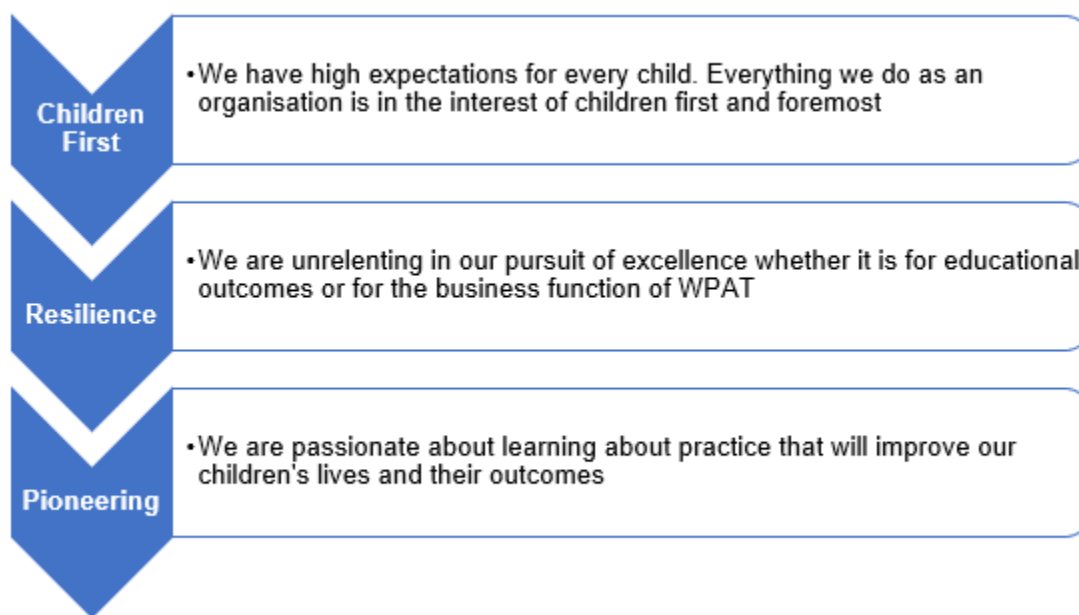 Children
First
•We have high expectations for every child. Everything we do as an
organisation is in the interest of children first and foremost
Resilience
•We are unrelenting in our pursuit of excellence whether it is for educational
outcomes or for the business function of WPAT
Pioneering
•We are passionate about learning about practice that will improve our
children's lives and their outcomes